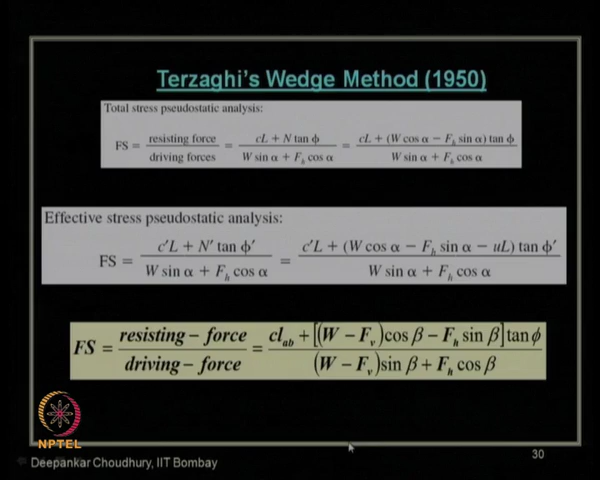 Terzaghi's Wedge Method (1950)
Total stress pseudostatic analysis:
FS = resisting force / driving forces = cL + N tan ϕ / W sin α + F_h cos α = cL + (W cos α − F_h sin α) tan ϕ / W sin α + F_h cos α
Effective stress pseudostatic analysis:
FS = c′L + N′ tan ϕ′ / W sin α + F_h cos α = c′L + (W cos α − F_h sin α − uL) tan ϕ′ / W sin α + F_h cos α
FS = resisting − force / driving − force = cl_ab + [(W − F_v)cos β − F_h sin β] tan ϕ / (W − F_v)sin β + F_h cos β
NPTEL
Deepankar Choudhury, IIT Bombay
30